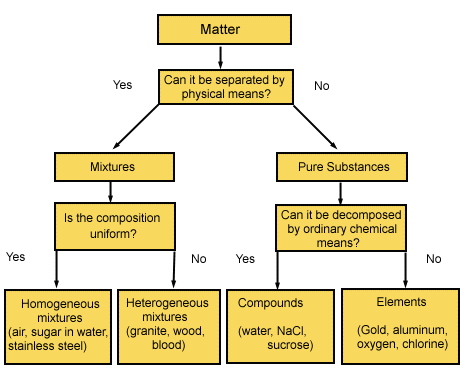 Matter
Yes
Can it be separated by
physical means?
No
Mixtures
Pure Substances
Is the composition
uniform?
Can it be decomposed
by ordinary chemical
means?
Yes
No
Yes
No
Homogeneous
mixtures
(air, sugar in water,
stainless steel)
Heterogeneous
mixtures
(granite, wood,
blood)
Compounds
(water, NaCl,
sucrose)
Elements
(Gold, aluminum,
oxygen, chlorine)